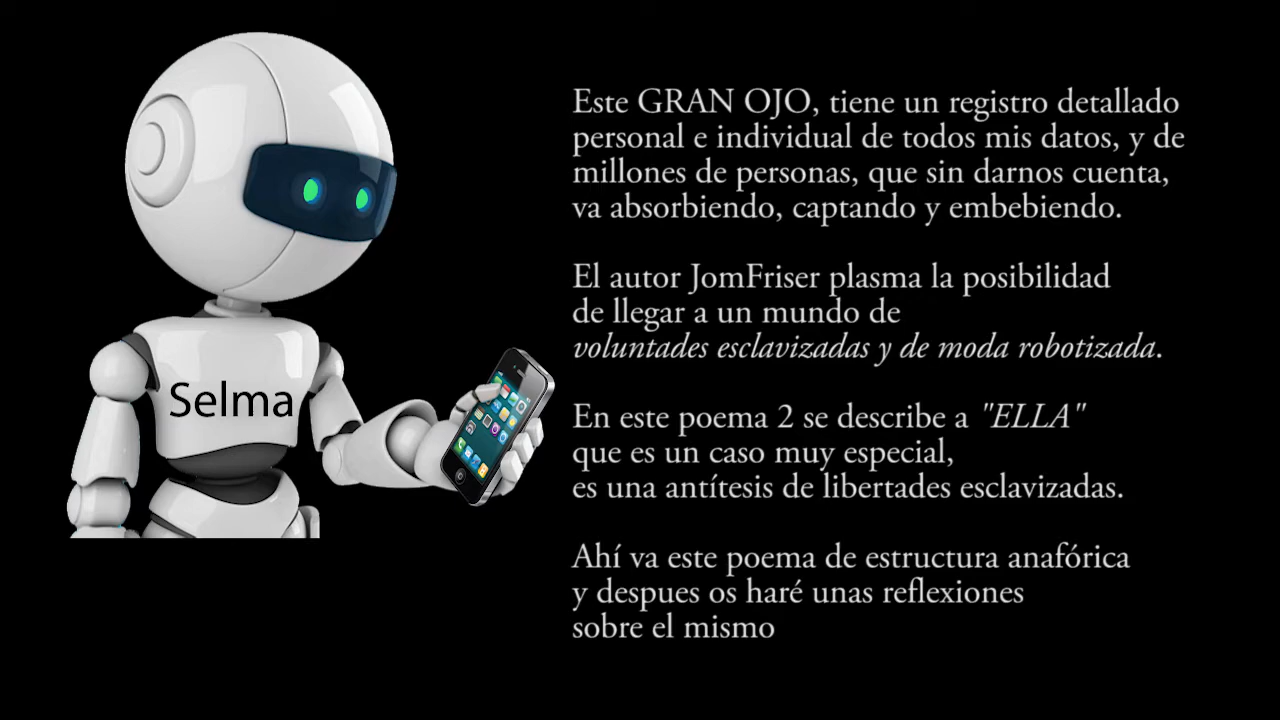 Selma
Este GRAN OJO, tiene un registro detallado
personal e individual de todos mis datos, y de
millones de personas, que sin darnos cuenta,
va absorbiendo, captando y embebiendo.
El autor JomFriser plasma la posibilidad
de llegar a un mundo de
voluntades esclavizadas y de moda robotizada.
En este poema 2 se describe a "ELLA"
que es un caso muy especial,
es una antítesis de libertades esclavizadas.
Ahí va este poema de estructura anafórica
y despues os haré unas reflexiones
sobre el mismo